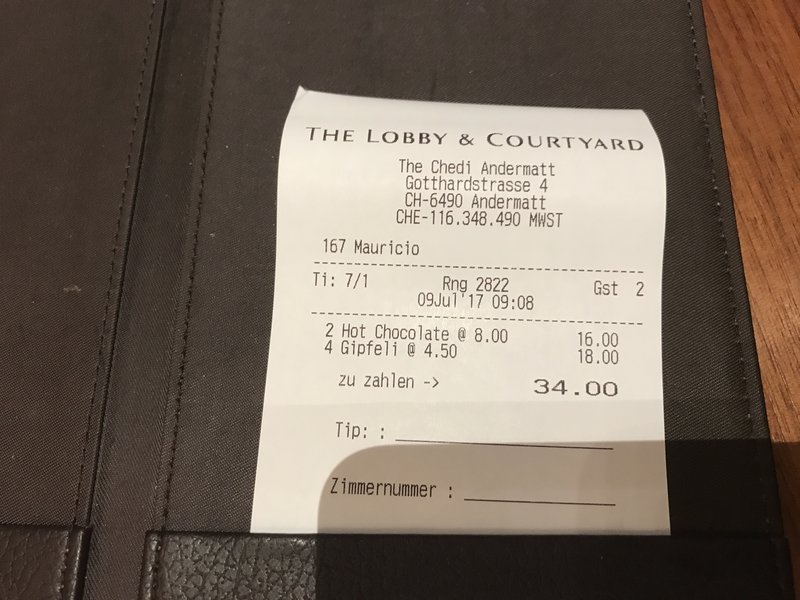 THE LOBBY & COURTYARD
The Chedi Andermatt
Gotthardstrasse 4
CH-6490 Andermatt
CHE-116.348.490 MWST
167 Mauricio
Ti: 7/1 Rng 2822 Gst 2
09Jul'17 09:08
2 Hot Chocolate @ 8.00 16.00
4 Gipfeli @ 4.50 18.00
zu zahlen -> 34.00
Tip: :
Zimmernummer :